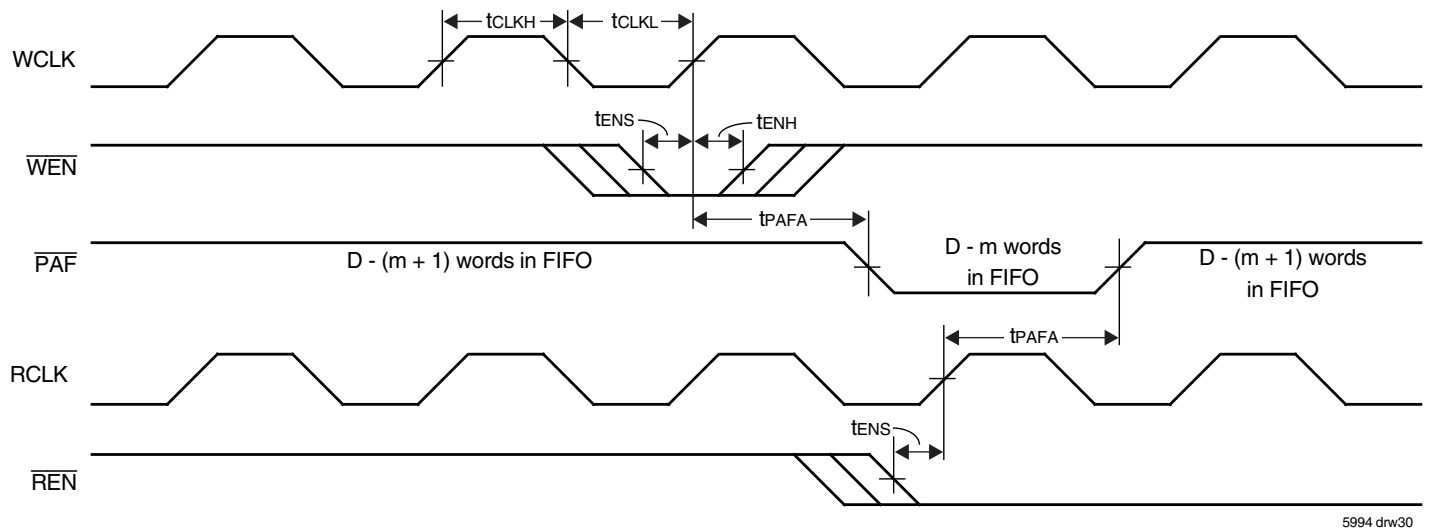 tCLKH tCLKL
WCLK
tENS tENH
WEN
tPAFA
PAF D - (m + 1) words in FIFO D - m words in FIFO D - (m + 1) words in FIFO
tPAFA
RCLK
tENS
REN
5994 drw30